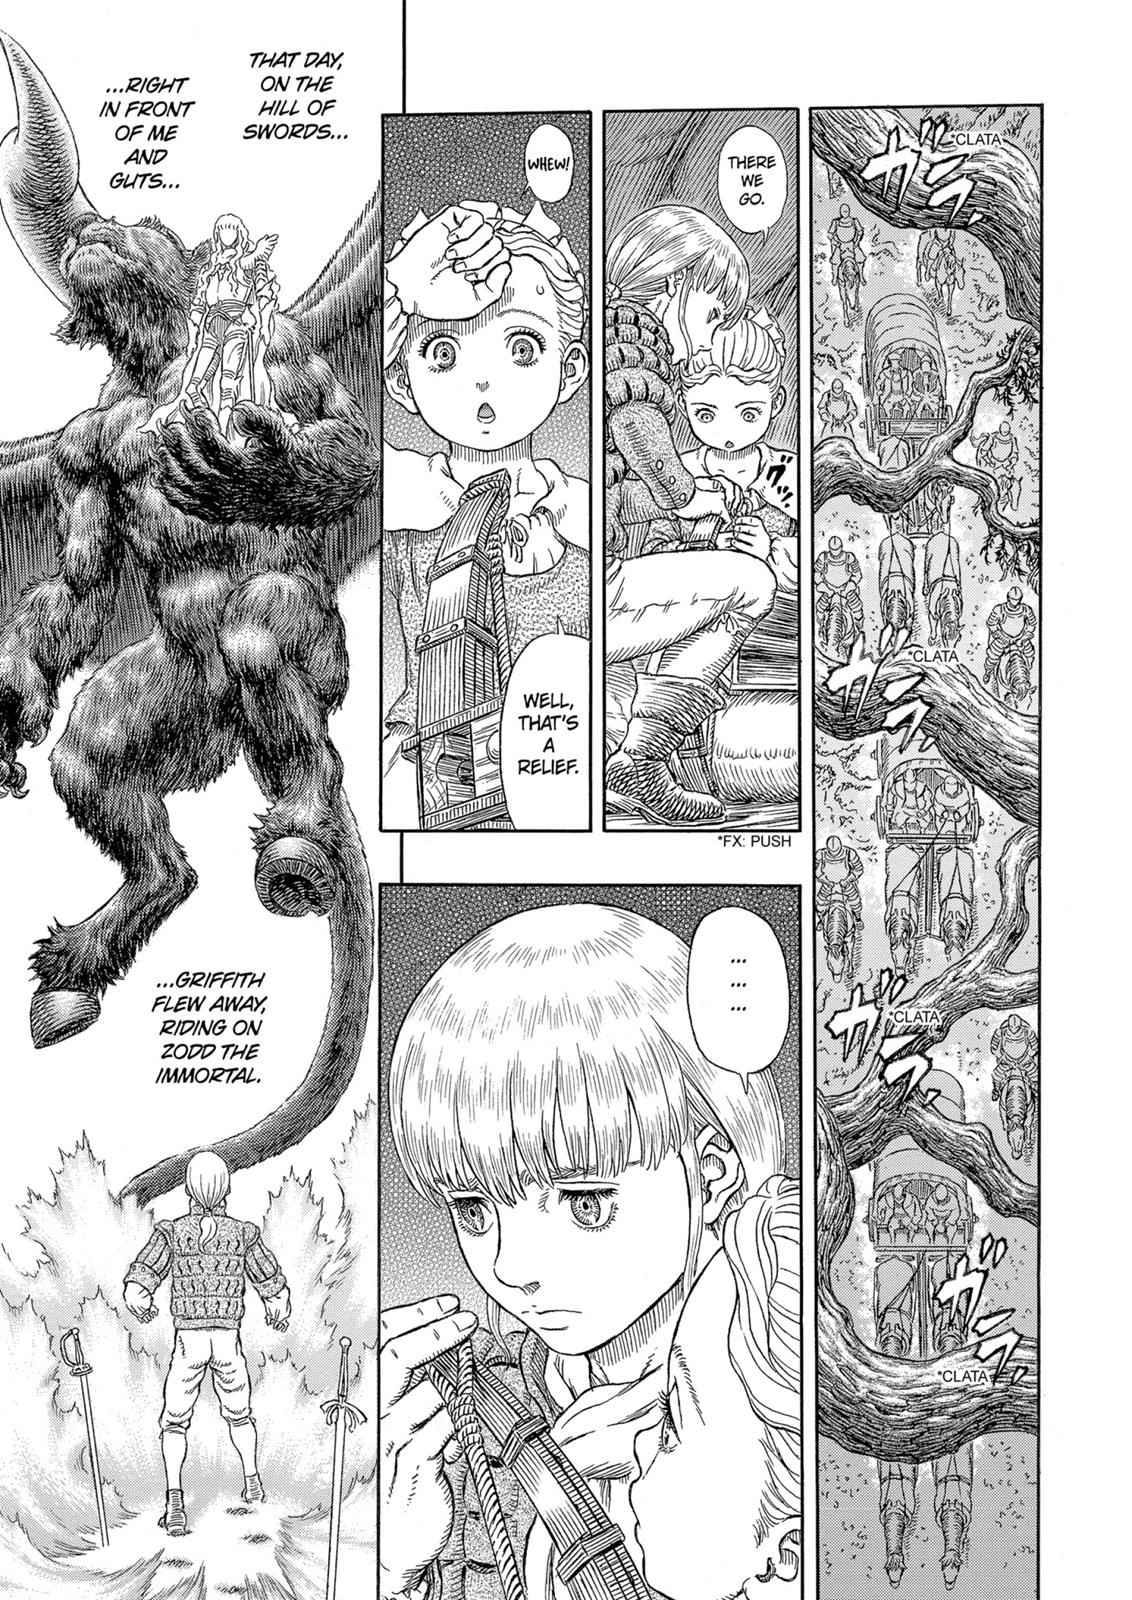 *CLATA
ガラ
*CLATA
ガラ
*CLATA
ガラ
*CLATA
ガラ
THERE
WE
GO.
グッ
*FX: PUSH
WHEW!
WELL,
THAT'S
A
RELIEF.
...
...
...
THAT DAY,
ON THE
HILL OF
SWORDS...
...RIGHT
IN FRONT
OF ME
AND
GUTS...
...GRIFFITH
FLEW AWAY,
RIDING ON
ZODD THE
IMMORTAL.